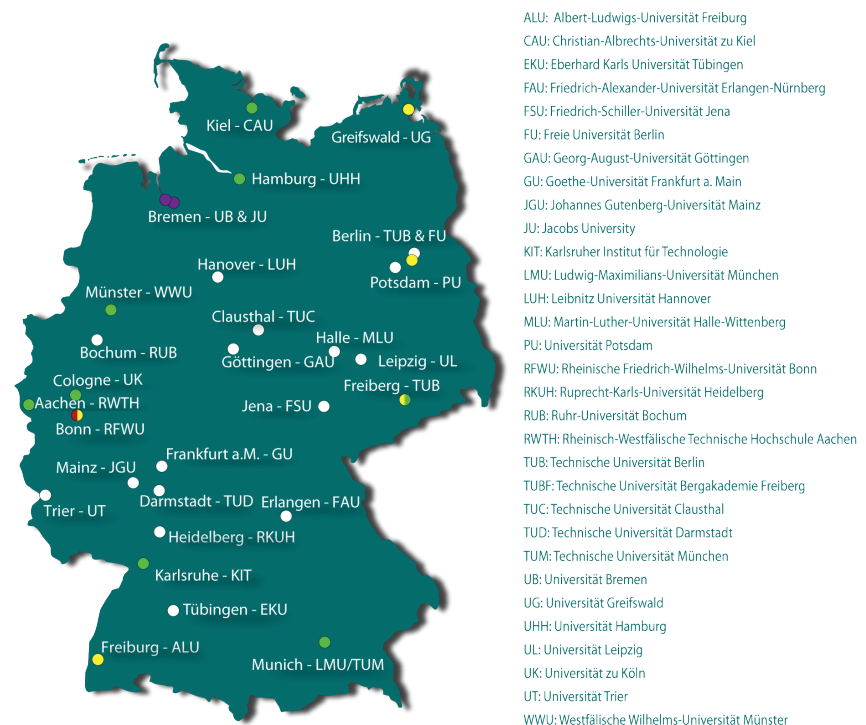 Kiel - CAU
Greifswald - UG
Hamburg - UHH
Bremen - UB & JU
Berlin - TUB & FU
Hanover - LUH
Potsdam - PU
Münster - WWU
Clausthal - TUC
Halle - MLU
Bochum - RUB
Göttingen - GAU
Leipzig - UL
Cologne - UK
Freiberg - TUB
Aachen - RWTH
Jena - FSU
Bonn - RFWU
Frankfurt a.M. - GU
Mainz - JGU
Darmstadt - TUD
Erlangen - FAU
Trier - UT
Heidelberg - RKUH
Karlsruhe - KIT
Tübingen - EKU
Freiburg - ALU
Munich - LMU/TUM
ALU: Albert-Ludwigs-Universität Freiburg
CAU: Christian-Albrechts-Universität zu Kiel
EKU: Eberhard Karls Universität Tübingen
FAU: Friedrich-Alexander-Universität Erlangen-Nürnberg
FSU: Friedrich-Schiller-Universität Jena
FU: Freie Universität Berlin
GAU: Georg-August-Universität Göttingen
GU: Goethe-Universität Frankfurt a. Main
JGU: Johannes Gutenberg-Universität Mainz
JU: Jacobs University
KIT: Karlsruher Institut für Technologie
LMU: Ludwig-Maximilians-Universität München
LUH: Leibnitz Universität Hannover
MLU: Martin-Luther-Universität Halle-Wittenberg
PU: Universität Potsdam
RFWU: Rheinische Friedrich-Wilhelms-Universität Bonn
RKUH: Ruprecht-Karls-Universität Heidelberg
RUB: Ruhr-Universität Bochum
RWTH: Rheinisch-Westfälische Technische Hochschule Aachen
TUB: Technische Universität Berlin
TUBF: Technische Universität Bergakademie Freiberg
TUC: Technische Universität Clausthal
TUD: Technische Universität Darmstadt
TUM: Technische Universität München
UB: Universität Bremen
UG: Universität Greifswald
UHH: Universität Hamburg
UL: Universität Leipzig
UK: Universität zu Köln
UT: Universität Trier
WWU: Westfälische Wilhelms-Universität Münster